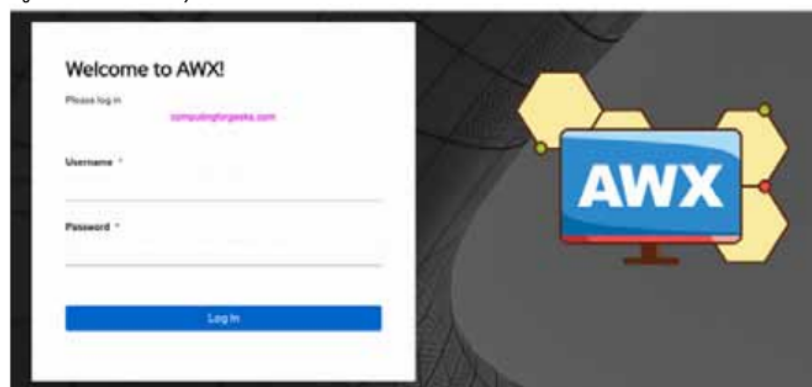 Welcome to AWX!
Please log in
computingforgeeks.com
Username *
Password *
Log In
AWX